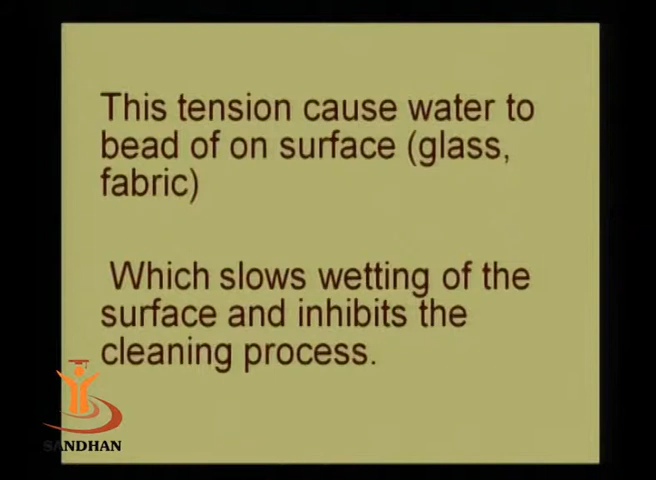 This tension cause water to
bead of on surface (glass,
fabric)
Which slows wetting of the
surface and inhibits the
cleaning process.
SANDHAN